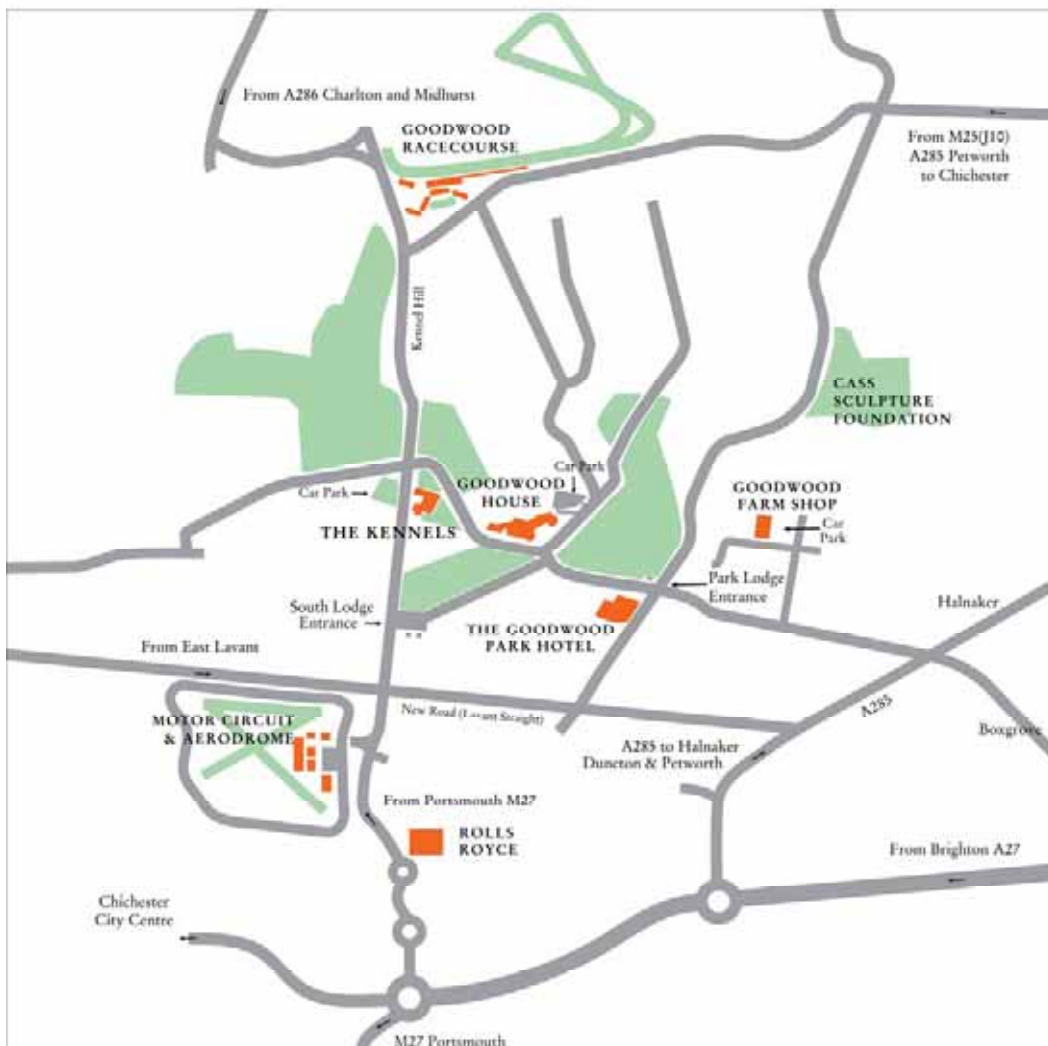 From A286 Charlton and Midhurst
GOODWOOD
RACECOURSE
From M25(J10)
A285 Petworth
to Chichester
Kennel Hill
CASS
SCULPTURE
FOUNDATION
Car Park
GOODWOOD
HOUSE
Car Park
THE KENNELS
GOODWOOD
FARM SHOP
Car
Park
Park Lodge
Entrance
South Lodge
Entrance
THE GOODWOOD
PARK HOTEL
Halnaker
From East Lavant
New Road ( Straight)
A285
Boxgrove
MOTOR CIRCUIT
& AERODROME
A285 to Halnaker
Duncton & Petworth
From Portsmouth M27
ROLLS
ROYCE
From Brighton A27
Chichester
City Centre
M27 Portsmouth